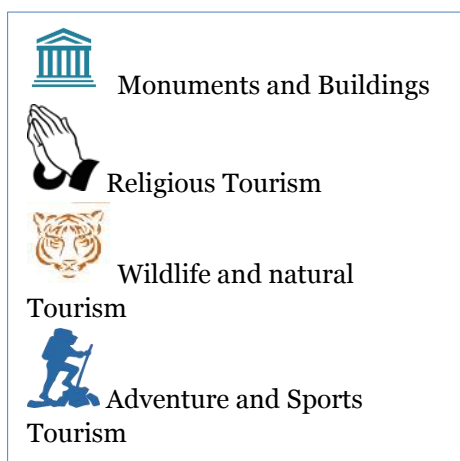 Monuments and Buildings
Religious Tourism
Wildlife and natural
Tourism
Adventure and Sports
Tourism